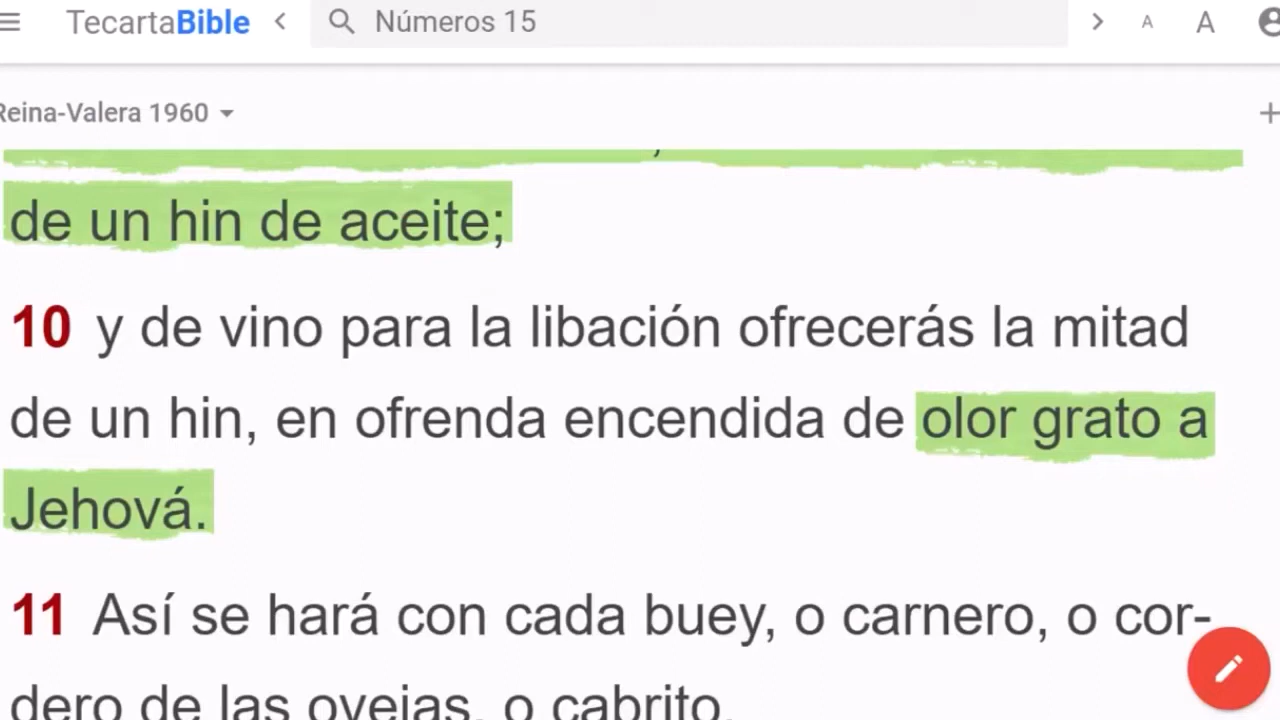 TecartaBible
Números 15
A A
Reina-Valera 1960
de un hin de aceite;
10 y de vino para la libación ofrecerás la mitad
de un hin, en ofrenda encendida de olor grato a
Jehová.
11 Así se hará con cada buey, o carnero, o cor-
dero de las ovejas, o cabrito.